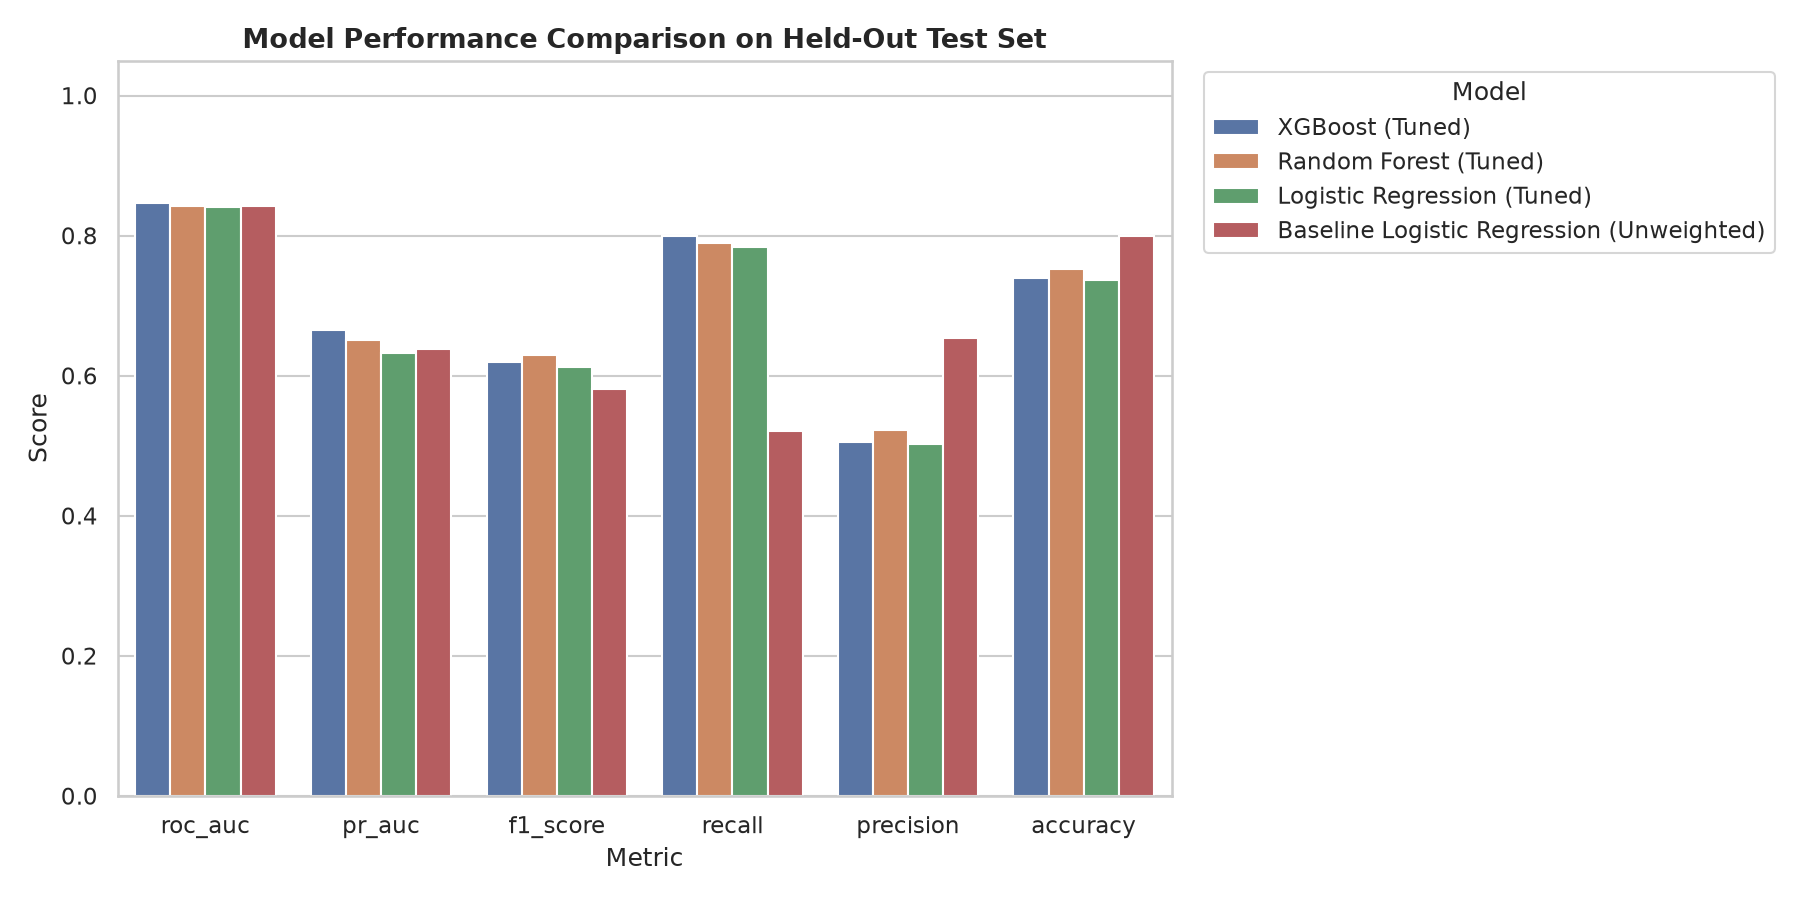 Model Performance Comparison on Held-Out Test Set
Model
XGBoost (Tuned)
Random Forest (Tuned)
Logistic Regression (Tuned)
Baseline Logistic Regression (Unweighted)
Score
1.0
0.8
0.6
0.4
0.2
0.0
roc_auc
pr_auc
f1_score
recall
precision
accuracy
Metric